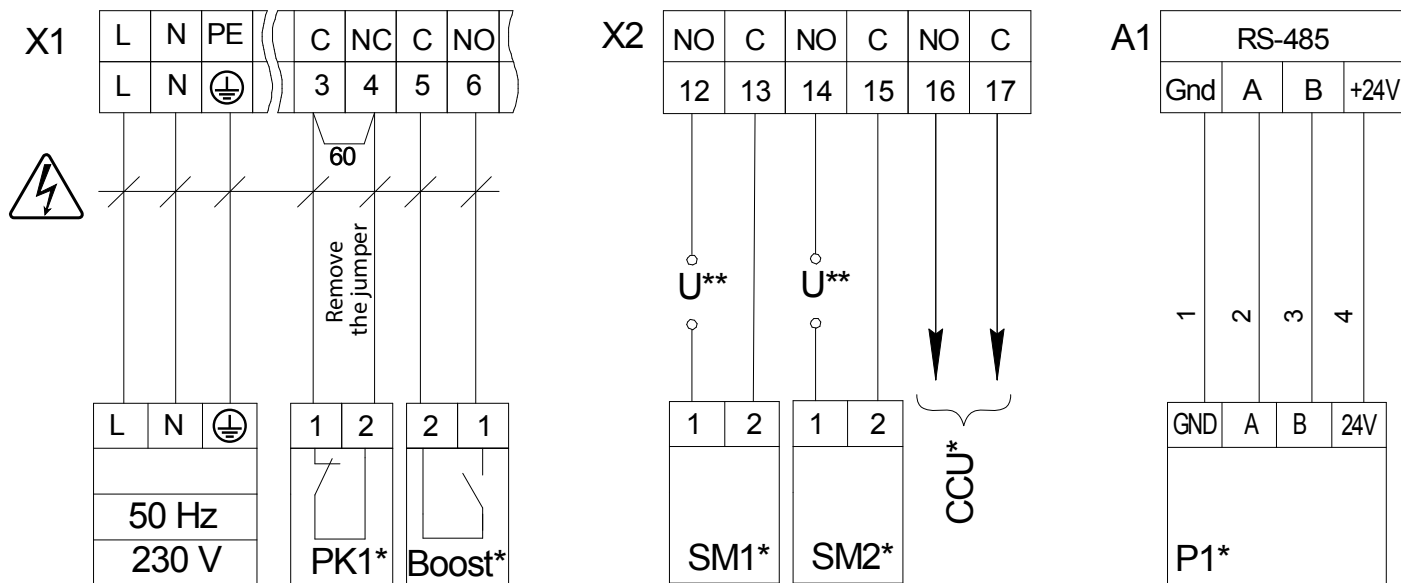 X1
L N PE C NC C NO
L N 3 4 5 6
60
Remove
the jumper
L N 1 2 2 1
50 Hz
230 V
PK1* Boost*
X2
NO C NO C NO C
12 13 14 15 16 17
U** U**
1 2 1 2
CCU*
SM1* SM2*
A1
RS-485
Gnd A B +24V
1 2 3 4
GND A B 24V
P1*